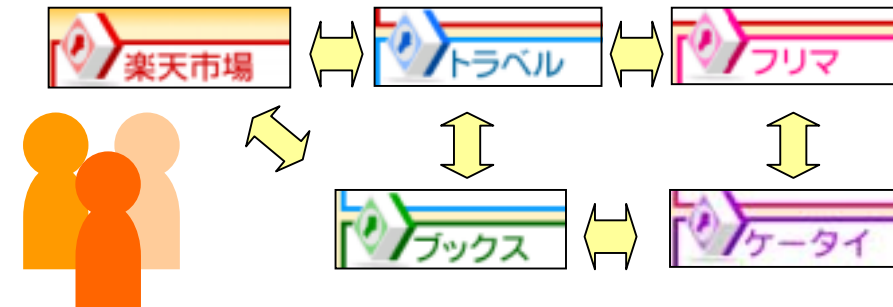 楽天市場
トラベル
フリマ
ブックス
ケータイ